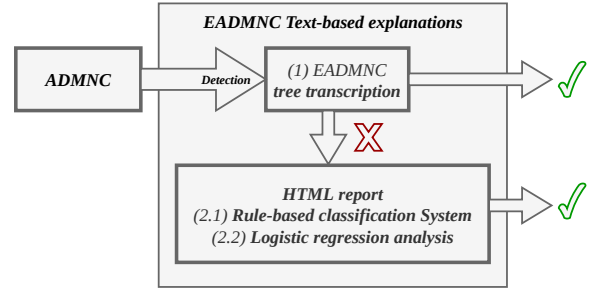 EADMNC Text-based explanations
ADMNC
Detection
(1) EADMNC
tree transcription
HTML report
(2.1) Rule-based classification System
(2.2) Logistic regression analysis